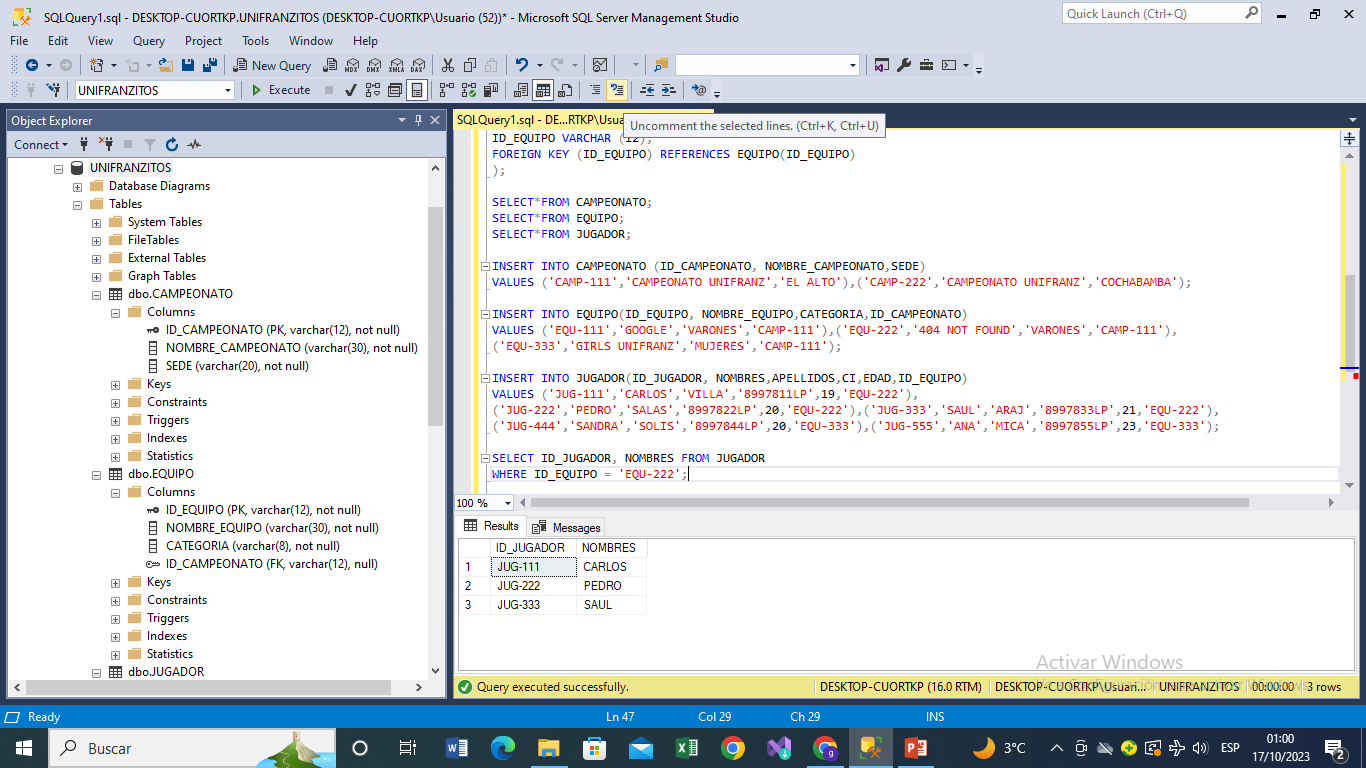 SQLQuery1.sql - DESKTOP-CUORTKP.UNIFRANZITOS (DESKTOP-CUORTKP\Usuario (52))* - Microsoft SQL Server Management Studio
Quick Launch (Ctrl+Q)
File Edit View Query Project Tools Window Help
New Query
MDX DMX XMLA DAX
UNIFRANZITOS
Execute
Object Explorer
Connect
UNIFRANZITOS
Database Diagrams
Tables
System Tables
FileTables
External Tables
Graph Tables
dbo.CAMPEONATO
Columns
ID_CAMPEONATO (PK, varchar(12), not null)
NOMBRE_CAMPEONATO (varchar(30), not null)
SEDE (varchar(20), not null)
Keys
Constraints
Triggers
Indexes
Statistics
dbo.EQUIPO
Columns
ID_EQUIPO (PK, varchar(12), not null)
NOMBRE_EQUIPO (varchar(30), not null)
CATEGORIA (varchar(8), not null)
ID_CAMPEONATO (FK, varchar(12), null)
Keys
Constraints
Triggers
Indexes
Statistics
dbo.JUGADOR
SQLQuery1.sql - DE...RTKP\Usua
Uncomment the selected lines. (Ctrl+K, Ctrl+U)
ID_EQUIPO VARCHAR (12),
FOREIGN KEY (ID_EQUIPO) REFERENCES EQUIPO(ID_EQUIPO)
);
SELECT*FROM CAMPEONATO;
SELECT*FROM EQUIPO;
SELECT*FROM JUGADOR;
INSERT INTO CAMPEONATO (ID_CAMPEONATO, NOMBRE_CAMPEONATO,SEDE)
VALUES ('CAMP-111','CAMPEONATO UNIFRANZ','EL ALTO'),('CAMP-222','CAMPEONATO UNIFRANZ','COCHABAMBA');
INSERT INTO EQUIPO(ID_EQUIPO, NOMBRE_EQUIPO,CATEGORIA,ID_CAMPEONATO)
VALUES ('EQU-111','GOOGLE','VARONES','CAMP-111'),('EQU-222','404 NOT FOUND','VARONES','CAMP-111'),
('EQU-333','GIRLS UNIFRANZ','MUJERES','CAMP-111');
INSERT INTO JUGADOR(ID_JUGADOR, NOMBRES,APELLIDOS,CI,EDAD,ID_EQUIPO)
VALUES ('JUG-111','CARLOS','VILLA','8997811LP',19,'EQU-222'),
('JUG-222','PEDRO','SALAS','8997822LP',20,'EQU-222'),('JUG-333','SAUL','ARAJ','8997833LP',21,'EQU-222'),
('JUG-444','SANDRA','SOLIS','8997844LP',20,'EQU-333'),('JUG-555','ANA','MICA','8997855LP',23,'EQU-333');
SELECT ID_JUGADOR, NOMBRES FROM JUGADOR
WHERE ID_EQUIPO = 'EQU-222';
100 %
Results Messages
ID_JUGADOR NOMBRES
1 JUG-111 CARLOS
2 JUG-222 PEDRO
3 JUG-333 SAUL
Activar Windows
Query executed successfully. DESKTOP-CUORTKP (16.0 RTM) DESKTOP-CUORTKP\Usuari... UNIFRANZITOS 00:00:00 3 rows
Ready Ln 47 Col 29 Ch 29 INS
Buscar
3°C
ESP
01:00
17/10/2023
2